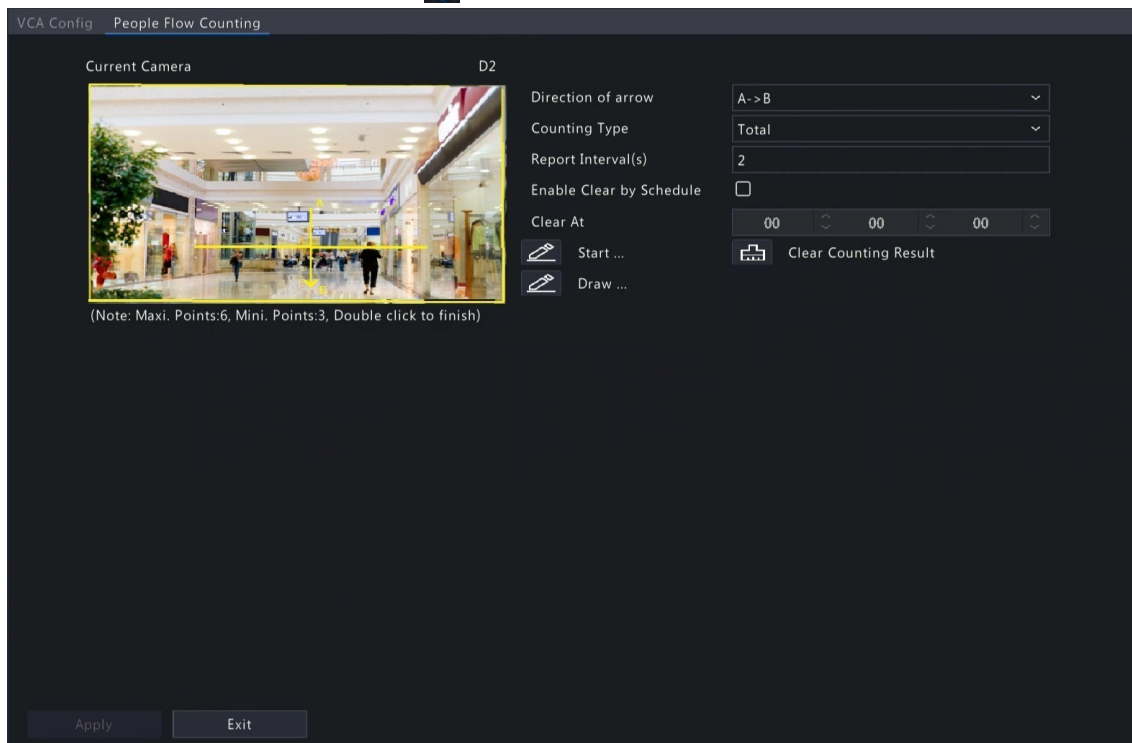 VCA Config People Flow Counting
Current Camera D2
Direction of arrow A->B
Counting Type Total
Report Interval(s) 2
Enable Clear by Schedule
Clear At 00 00 00
Start ... Clear Counting Result
Draw ...
A
B
(Note: Maxi. Points:6, Mini. Points:3, Double click to finish)
Apply Exit